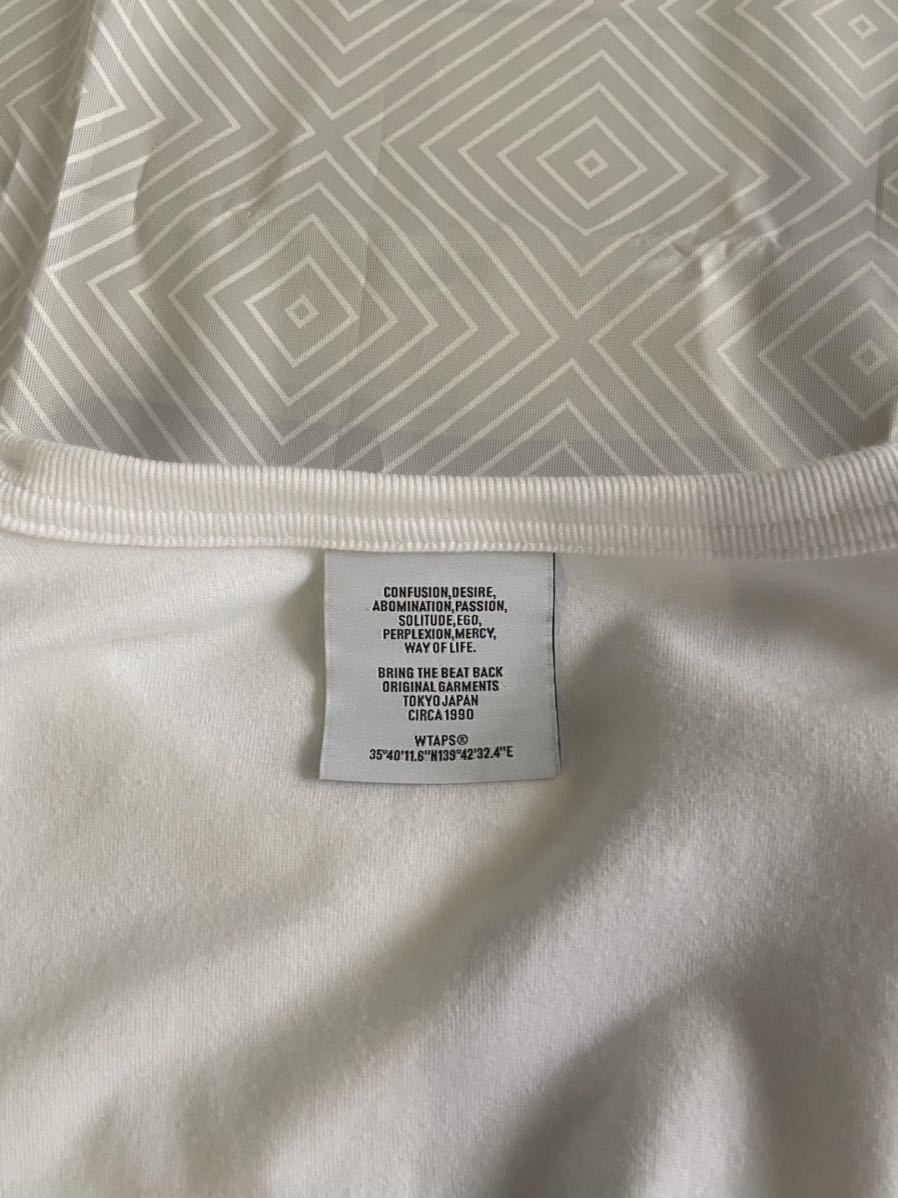 CONFUSION,DESIRE,
ABOMINATION,PASSION,
SOLITUDE,EGO,
PERPLEXION,MERCY,
WAY OF LIFE.
BRING THE BEAT BACK
ORIGINAL GARMENTS
TOKYO JAPAN
CIRCA 1990
WTAPS®
35°40'11.6"N139°42'32.4"E